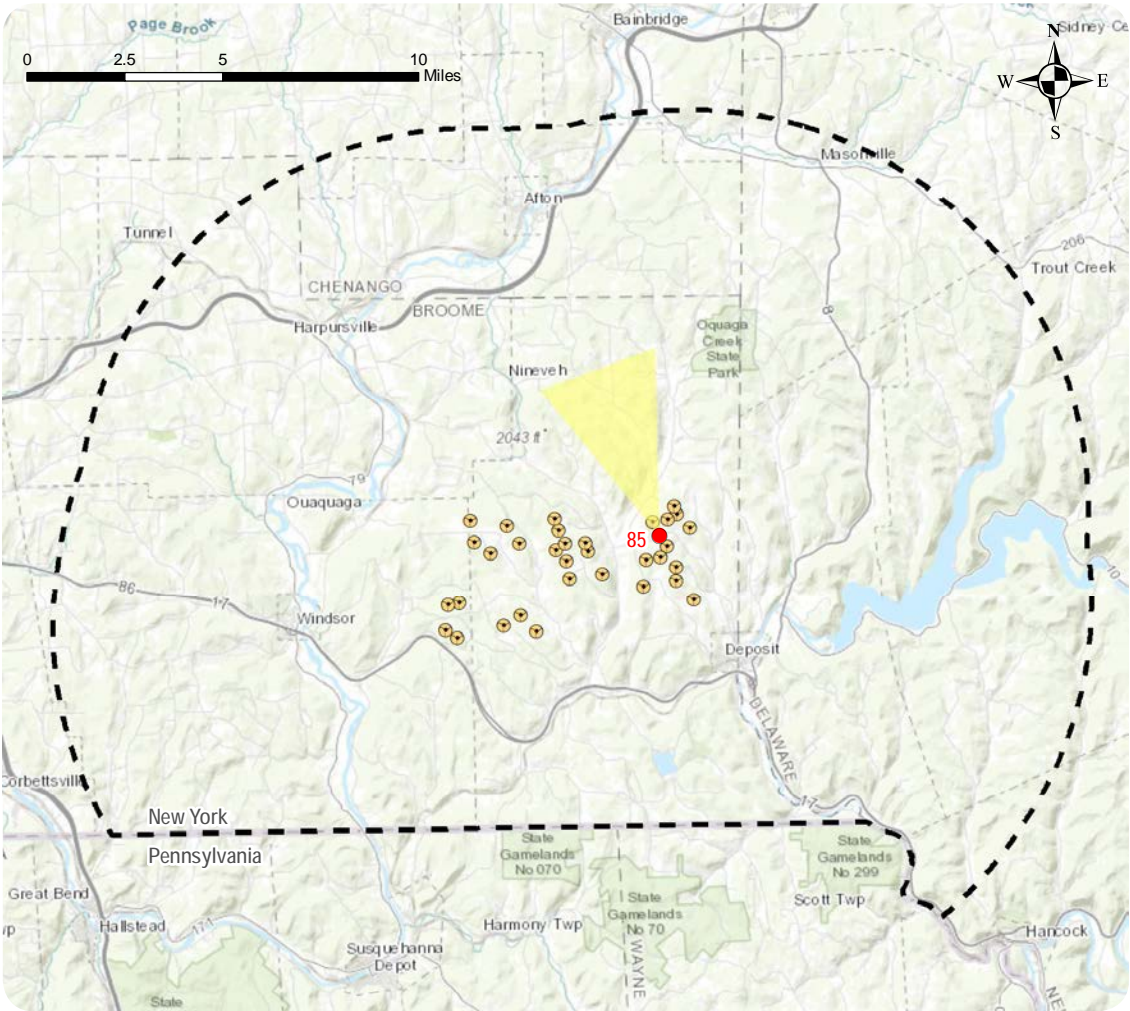 Page Brook
Bainbridge
Sidney Ce
N
W
E
S
0
2.5
5
10
Miles
Masonville
Afton
Tunnel
206
Trout Creek
CHENANGO
BROOME
8
Harpursville
Oquaga
Creek
State
Park
Nineveh
2043 ft
79
Ouaquaga
85
10
86
17
Windsor
Deposit
DELAWARE
Corbettsville
17
New York
Pennsylvania
State
Gamelands
No 070
State
Gamelands
No 299
Great Bend
State
Gamelands
No 70
Scott Twp
Hallstead
171
Harmony Twp
Hancock
Susquehanna
Depot
WAYNE
State